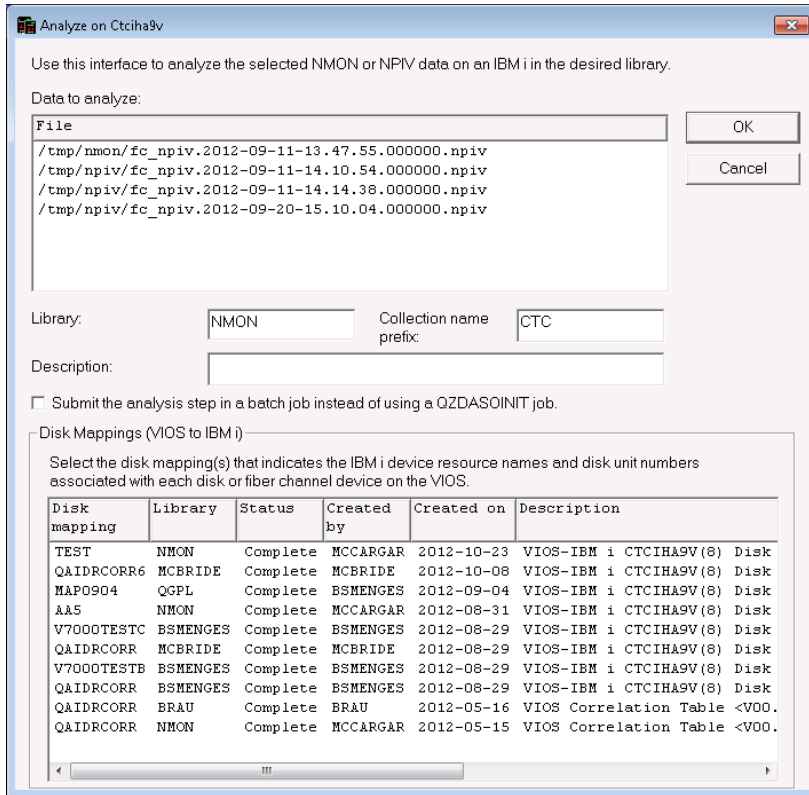 Analyze on Ctciha9v
Use this interface to analyze the selected NMON or NPIV data on an IBM i in the desired library.
Data to analyze:
File
/tmp/nmon/fc_npiv.2012-09-11-13.47.55.000000.npiv
/tmp/npiv/fc_npiv.2012-09-11-14.10.54.000000.npiv
/tmp/npiv/fc_npiv.2012-09-11-14.14.38.000000.npiv
/tmp/npiv/fc_npiv.2012-09-20-15.10.04.000000.npiv
OK
Cancel
Library: NMON Collection name prefix: CTC
Description:
Submit the analysis step in a batch job instead of using a QZDASOINIT job.
Disk Mappings (VIOS to IBM i)
Select the disk mapping(s) that indicates the IBM i device resource names and disk unit numbers
associated with each disk or fiber channel device on the VIOS.
Disk mapping Library Status Created by Created on Description
TEST NMON Complete MCCARGAR 2012-10-23 VIOS-IBM i CTCIHA9V(8) Disk
QAIDRCORR6 MCBRIDE Complete MCBRIDE 2012-10-08 VIOS-IBM i CTCIHA9V(8) Disk
MAP0904 QGPL Complete BSMENGES 2012-09-04 VIOS-IBM i CTCIHA9V(8) Disk
AA5 NMON Complete MCCARGAR 2012-08-31 VIOS-IBM i CTCIHA9V(8) Disk
V7000TESTC BSMENGES Complete BSMENGES 2012-08-29 VIOS-IBM i CTCIHA9V(8) Disk
QAIDRCORR MCBRIDE Complete MCBRIDE 2012-08-29 VIOS-IBM i CTCIHA9V(8) Disk
V7000TESTB BSMENGES Complete BSMENGES 2012-08-29 VIOS-IBM i CTCIHA9V(8) Disk
QAIDRCORR BSMENGES Complete BSMENGES 2012-08-29 VIOS-IBM i CTCIHA9V(8) Disk
QAIDRCORR BRAU Complete BRAU 2012-05-16 VIOS Correlation Table <V00.
QAIDRCORR NMON Complete MCCARGAR 2012-05-15 VIOS Correlation Table <V00.